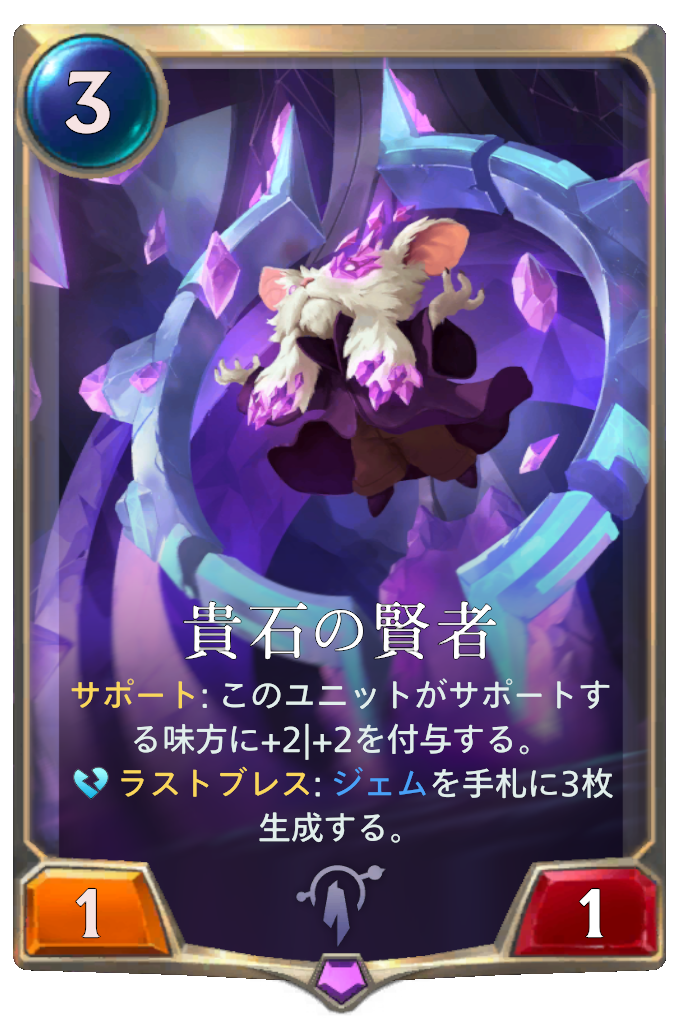 3
貴石の賢者
サポート: このユニットがサポートす
る味方に+2|+2を付与する。
ラストブレス: ジェムを手札に3枚
生成する。
1
1